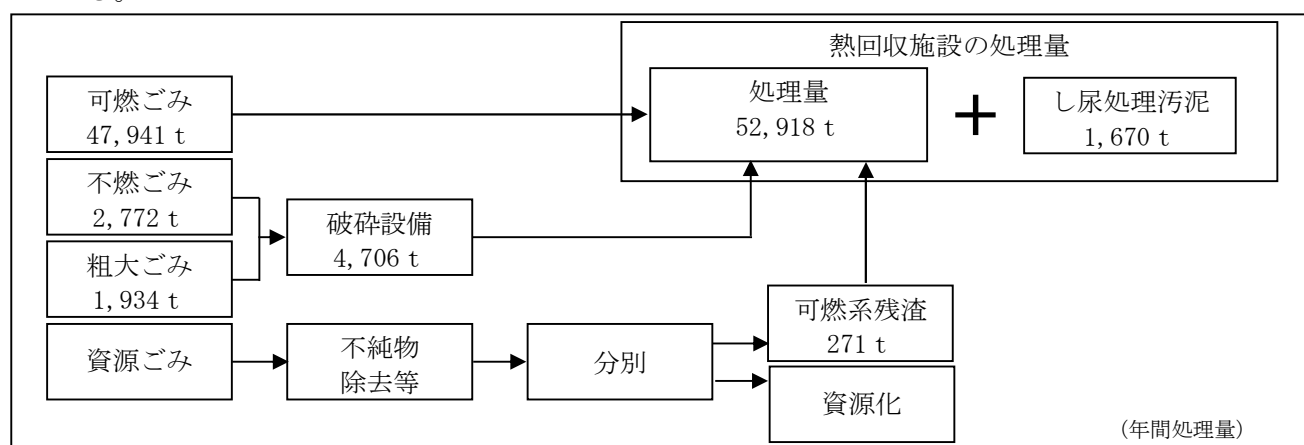 熱回収施設の処理量
可燃ごみ
47,941 t
処理量
52,918 t
＋
し尿処理汚泥
1,670 t
不燃ごみ
2,772 t
破砕設備
4,706 t
粗大ごみ
1,934 t
可燃系残渣
271 t
資源ごみ
不純物
除去等
分別
資源化
(年間処理量)